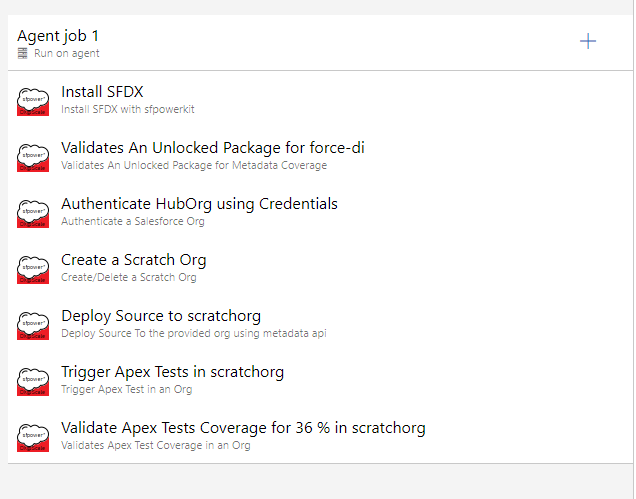 Agent job 1
Run on agent
Install SFDX
Install SFDX with sfpowerkit
sfpower
Validates An Unlocked Package for force-di
Validates An Unlocked Package for Metadata Coverage
sfpower
Authenticate HubOrg using Credentials
Authenticate a Salesforce Org
sfpower
Create a Scratch Org
Create/Delete a Scratch Org
sfpower
Deploy Source to scratchorg
Deploy Source To the provided org using metadata api
sfpower
Trigger Apex Tests in scratchorg
Trigger Apex Test in an Org
sfpower
Validate Apex Tests Coverage for 36 % in scratchorg
Validates Apex Test Coverage in an Org
sfpower